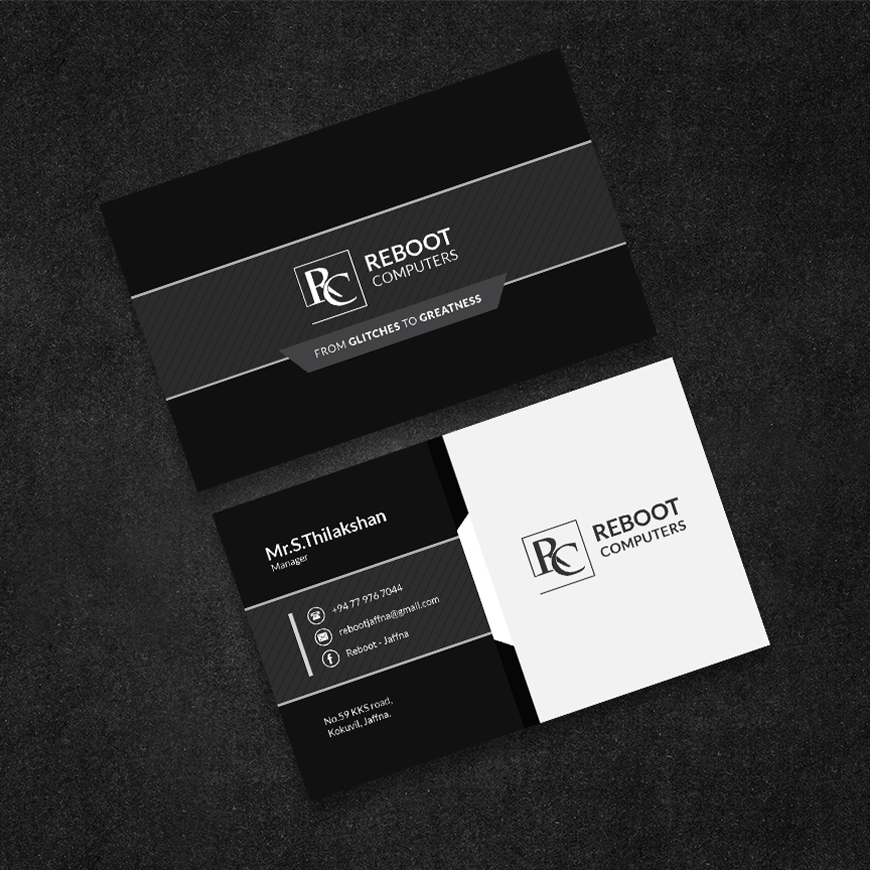 RC
REBOOT
COMPUTERS
FROM GLITCHES TO GREATNESS
Mr.S.Thilakshan
Manager
+94 77 976 7044
rebootjaffna@gmail.com
Reboot - Jaffna
No.59 KKS road,
Kokuvil, Jaffna.
RC
REBOOT
COMPUTERS